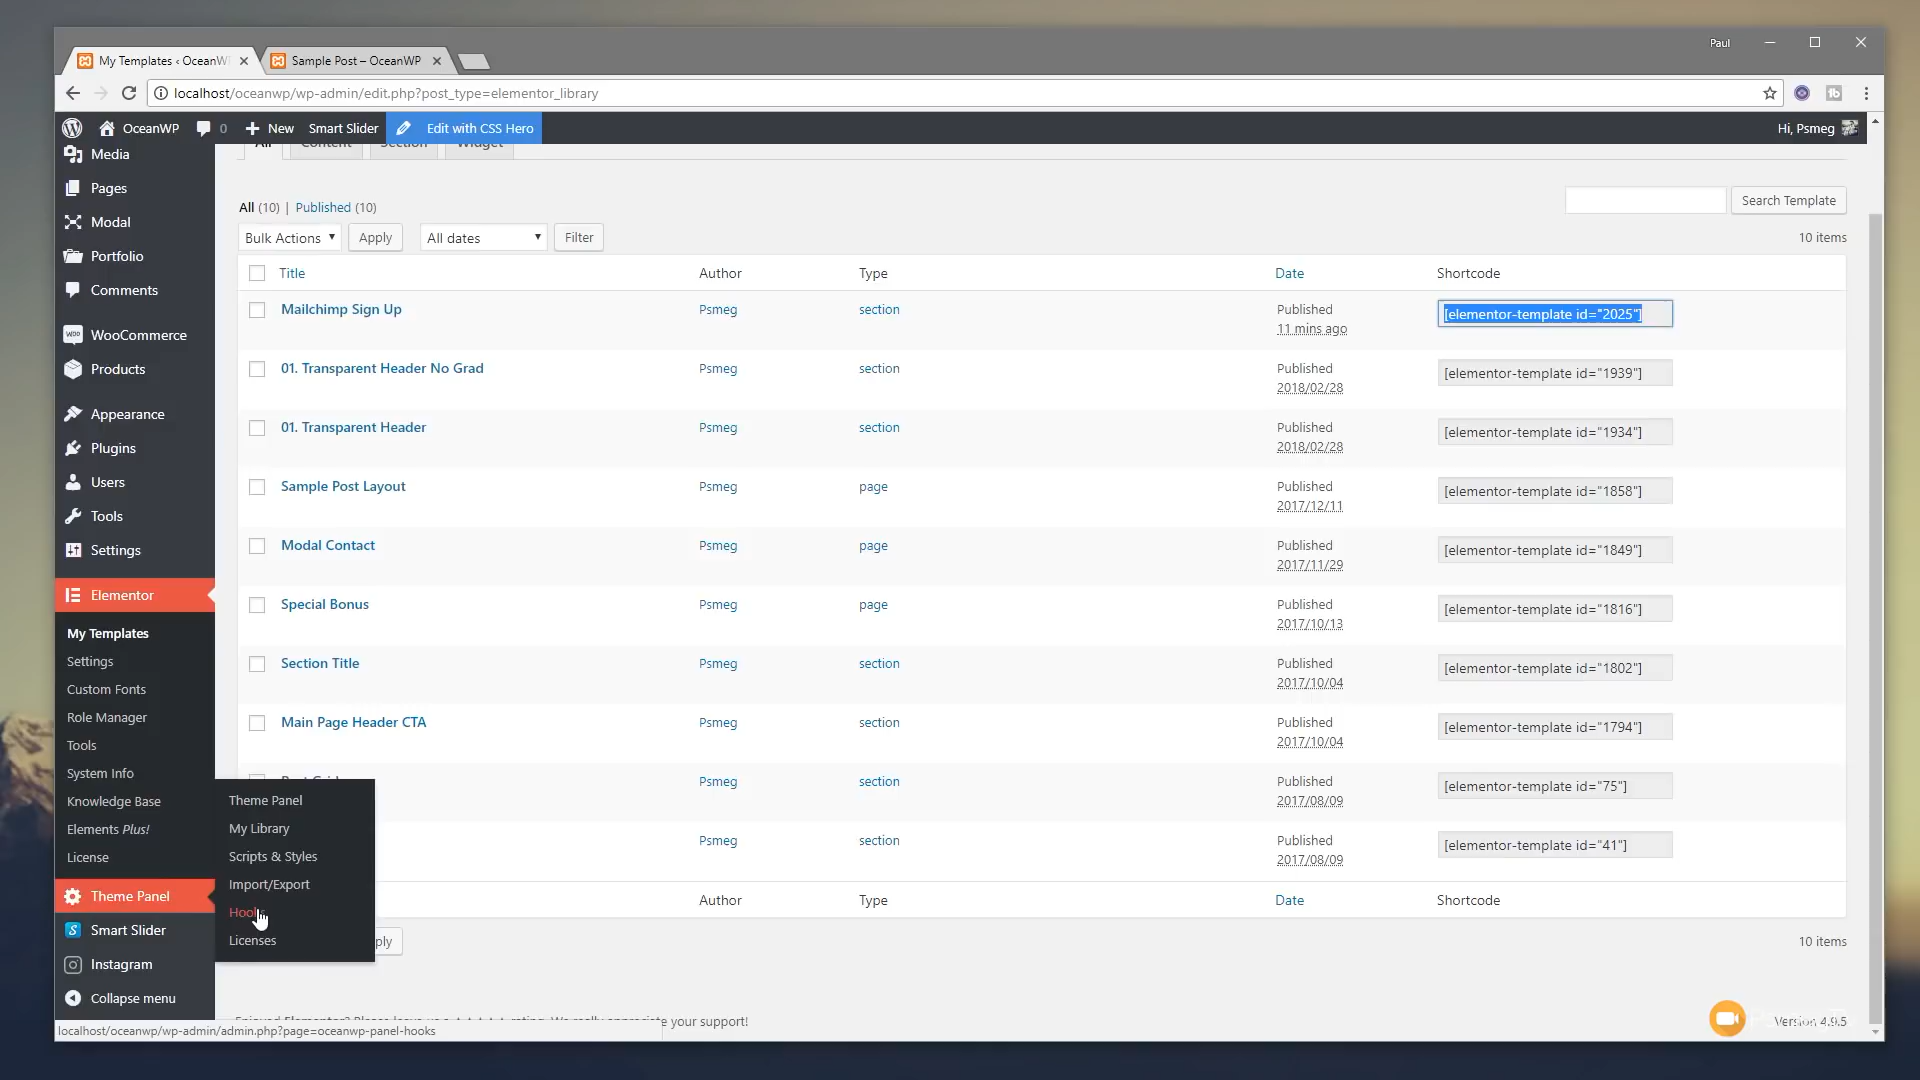 Paul
My Templates ‹ OceanW
Sample Post – OceanWP
localhost/oceanwp/wp-admin/edit.php?post_type=elementor_library
OceanWP
0
New
Smart Slider
Edit with CSS Hero
Hi, Psmeg
Media
Pages
Modal
Portfolio
Comments
WooCommerce
Products
Appearance
Plugins
Users
Tools
Settings
Elementor
My Templates
Settings
Custom Fonts
Role Manager
Tools
System Info
Knowledge Base
Elements Plus!
License
Theme Panel
Smart Slider
Instagram
Collapse menu
Theme Panel
My Library
Scripts & Styles
Import/Export
Licenses
All Content Section Widget
All (10) | Published (10)
Search Template
Bulk Actions Apply All dates Filter
10 items
Title Author Type Date Shortcode
Mailchimp Sign Up Psmeg section Published [elementor-template id="2025"]
11 mins ago
01. Transparent Header No Grad Psmeg section Published [elementor-template id="1939"]
2018/02/28
01. Transparent Header Psmeg section Published [elementor-template id="1934"]
2018/02/28
Sample Post Layout Psmeg page Published [elementor-template id="1858"]
2017/12/11
Modal Contact Psmeg page Published [elementor-template id="1849"]
2017/11/29
Special Bonus Psmeg page Published [elementor-template id="1816"]
2017/10/13
Section Title Psmeg section Published [elementor-template id="1802"]
2017/10/04
Main Page Header CTA Psmeg section Published [elementor-template id="1794"]
2017/10/04
Psmeg section Published [elementor-template id="75"]
2017/08/09
Psmeg section Published [elementor-template id="41"]
2017/08/09
Author Type Date Shortcode
ply
10 items
your support!
Version 4.9.5
localhost/oceanwp/wp-admin/admin.php?page=oceanwp-panel-hooks